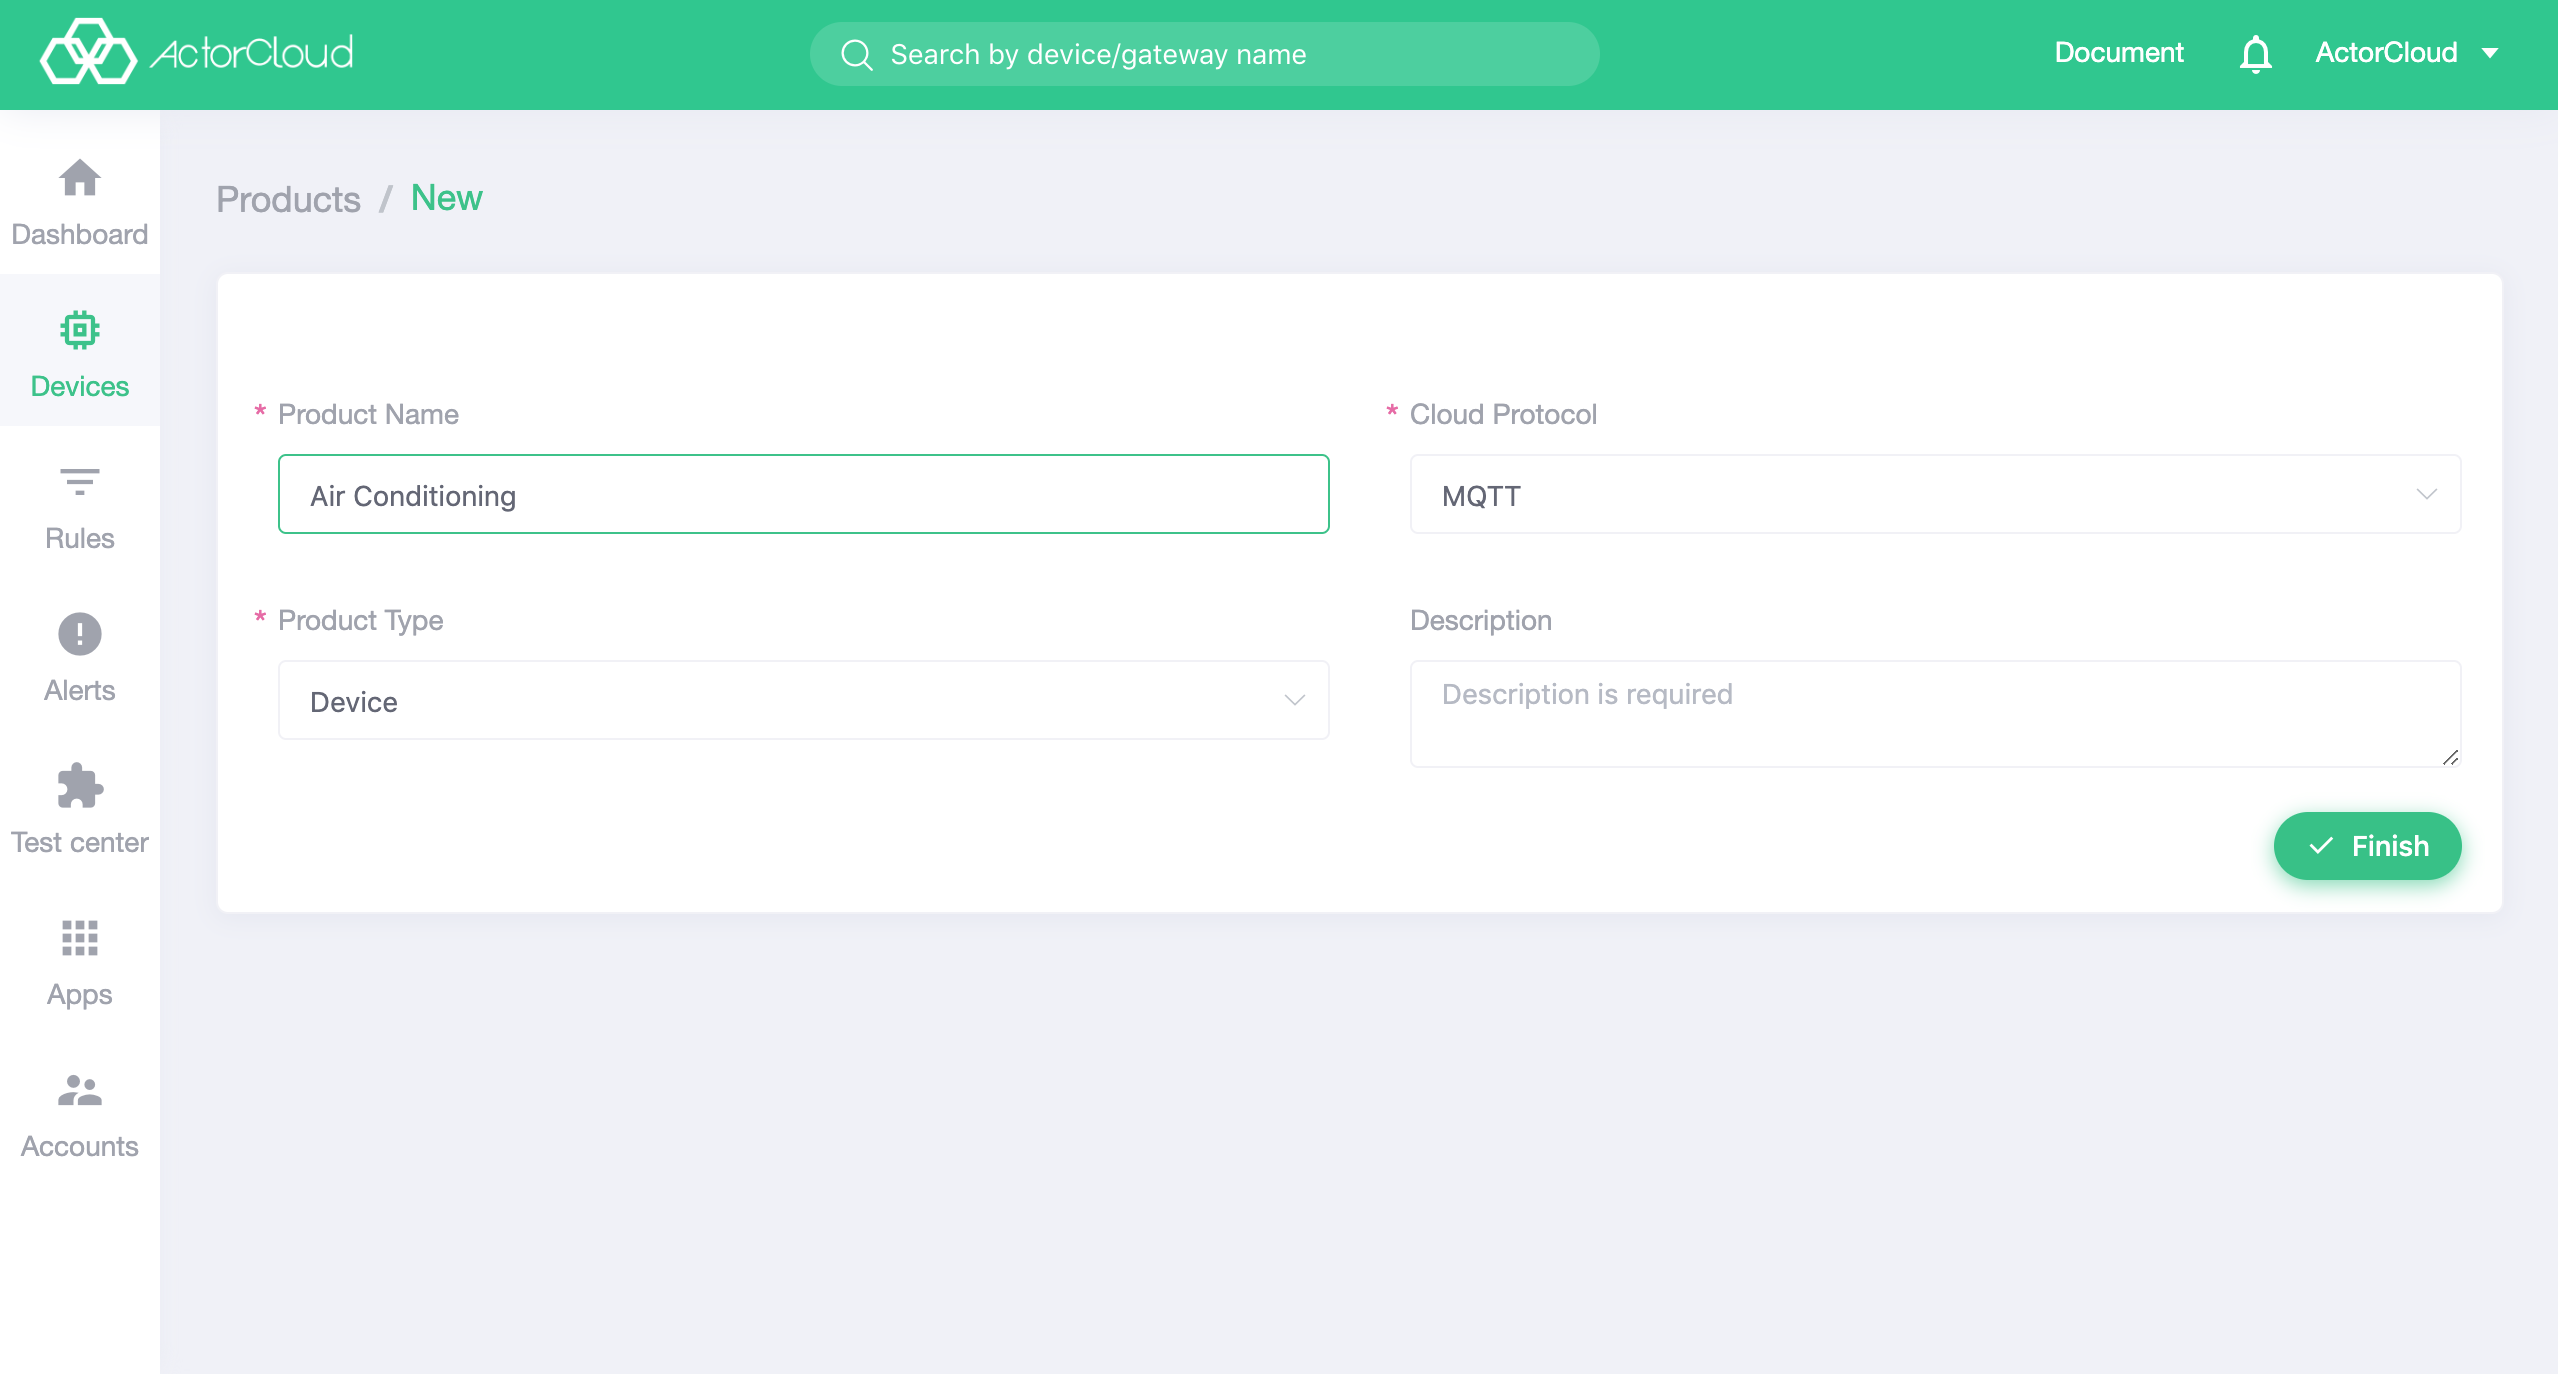 ActorCloud
Search by device/gateway name
Document
ActorCloud
Dashboard
Devices
Rules
Alerts
Test center
Apps
Accounts
Products / New
* Product Name
Air Conditioning
* Cloud Protocol
MQTT
* Product Type
Device
Description
Description is required
Finish